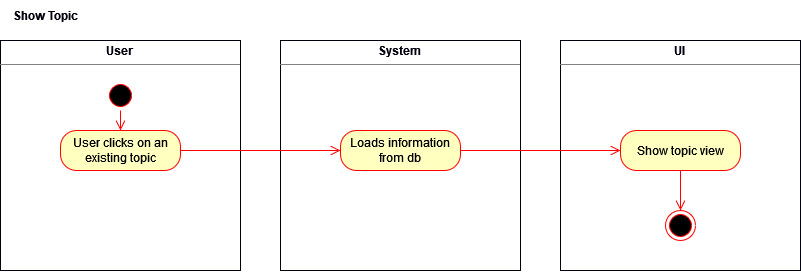 Show Topic
User
System
UI
User clicks on an
existing topic
Loads information
from db
Show topic view